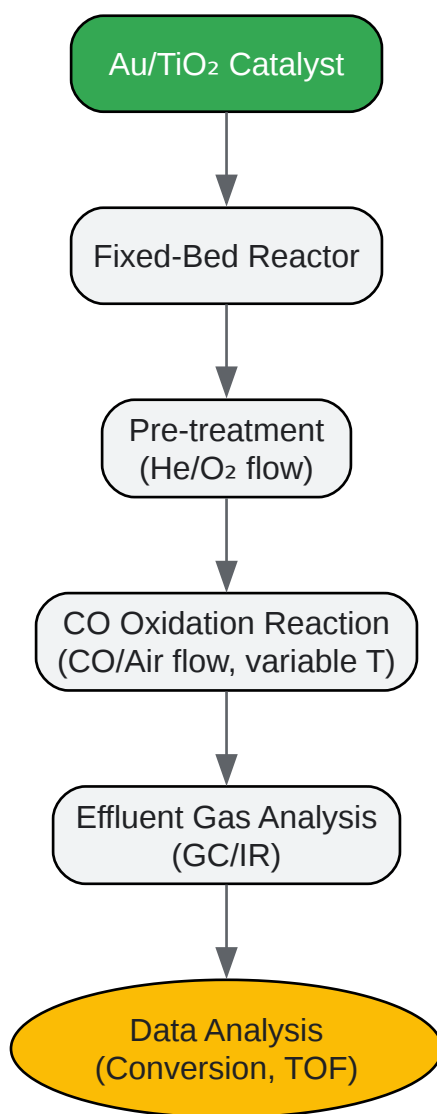 Au/TiO₂ Catalyst
Fixed-Bed Reactor
Pre-treatment
(He/O₂ flow)
CO Oxidation Reaction
(CO/Air flow, variable T)
Effluent Gas Analysis
(GC/IR)
Data Analysis
(Conversion, TOF)